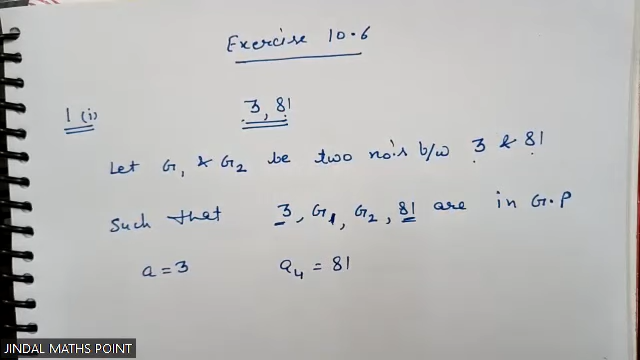 Exercise 10.6
1 (i) 3, 81
Let G1 & G2 be two no's b/w 3 & 81
Such that 3, G1, G2, 81 are in G.P
a = 3 a4 = 81
JINDAL MATHS POINT